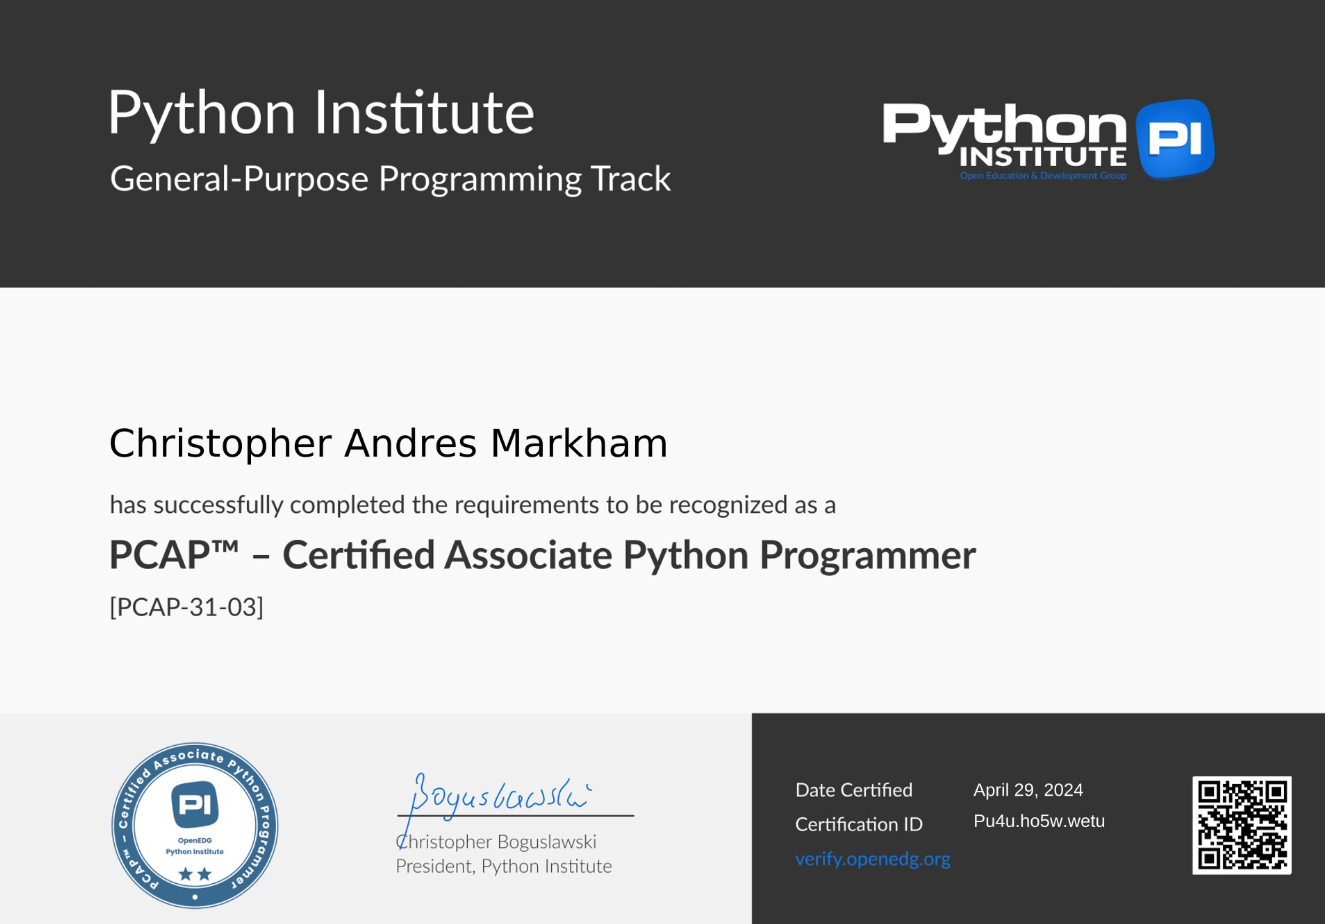 Python Institute
General-Purpose Programming Track
Python
INSTITUTE
Open Education & Development Group
PI
Christopher Andres Markham
has successfully completed the requirements to be recognized as a
PCAP™ – Certified Associate Python Programmer
[PCAP-31-03]
PCAP™ – Certified Associate Python Programmer
PI
OpenEDG
Python Institute
Boguslawski
Christopher Boguslawski
President, Python Institute
Date Certified April 29, 2024
Certification ID Pu4u.ho5w.wetu
verify.openedg.org